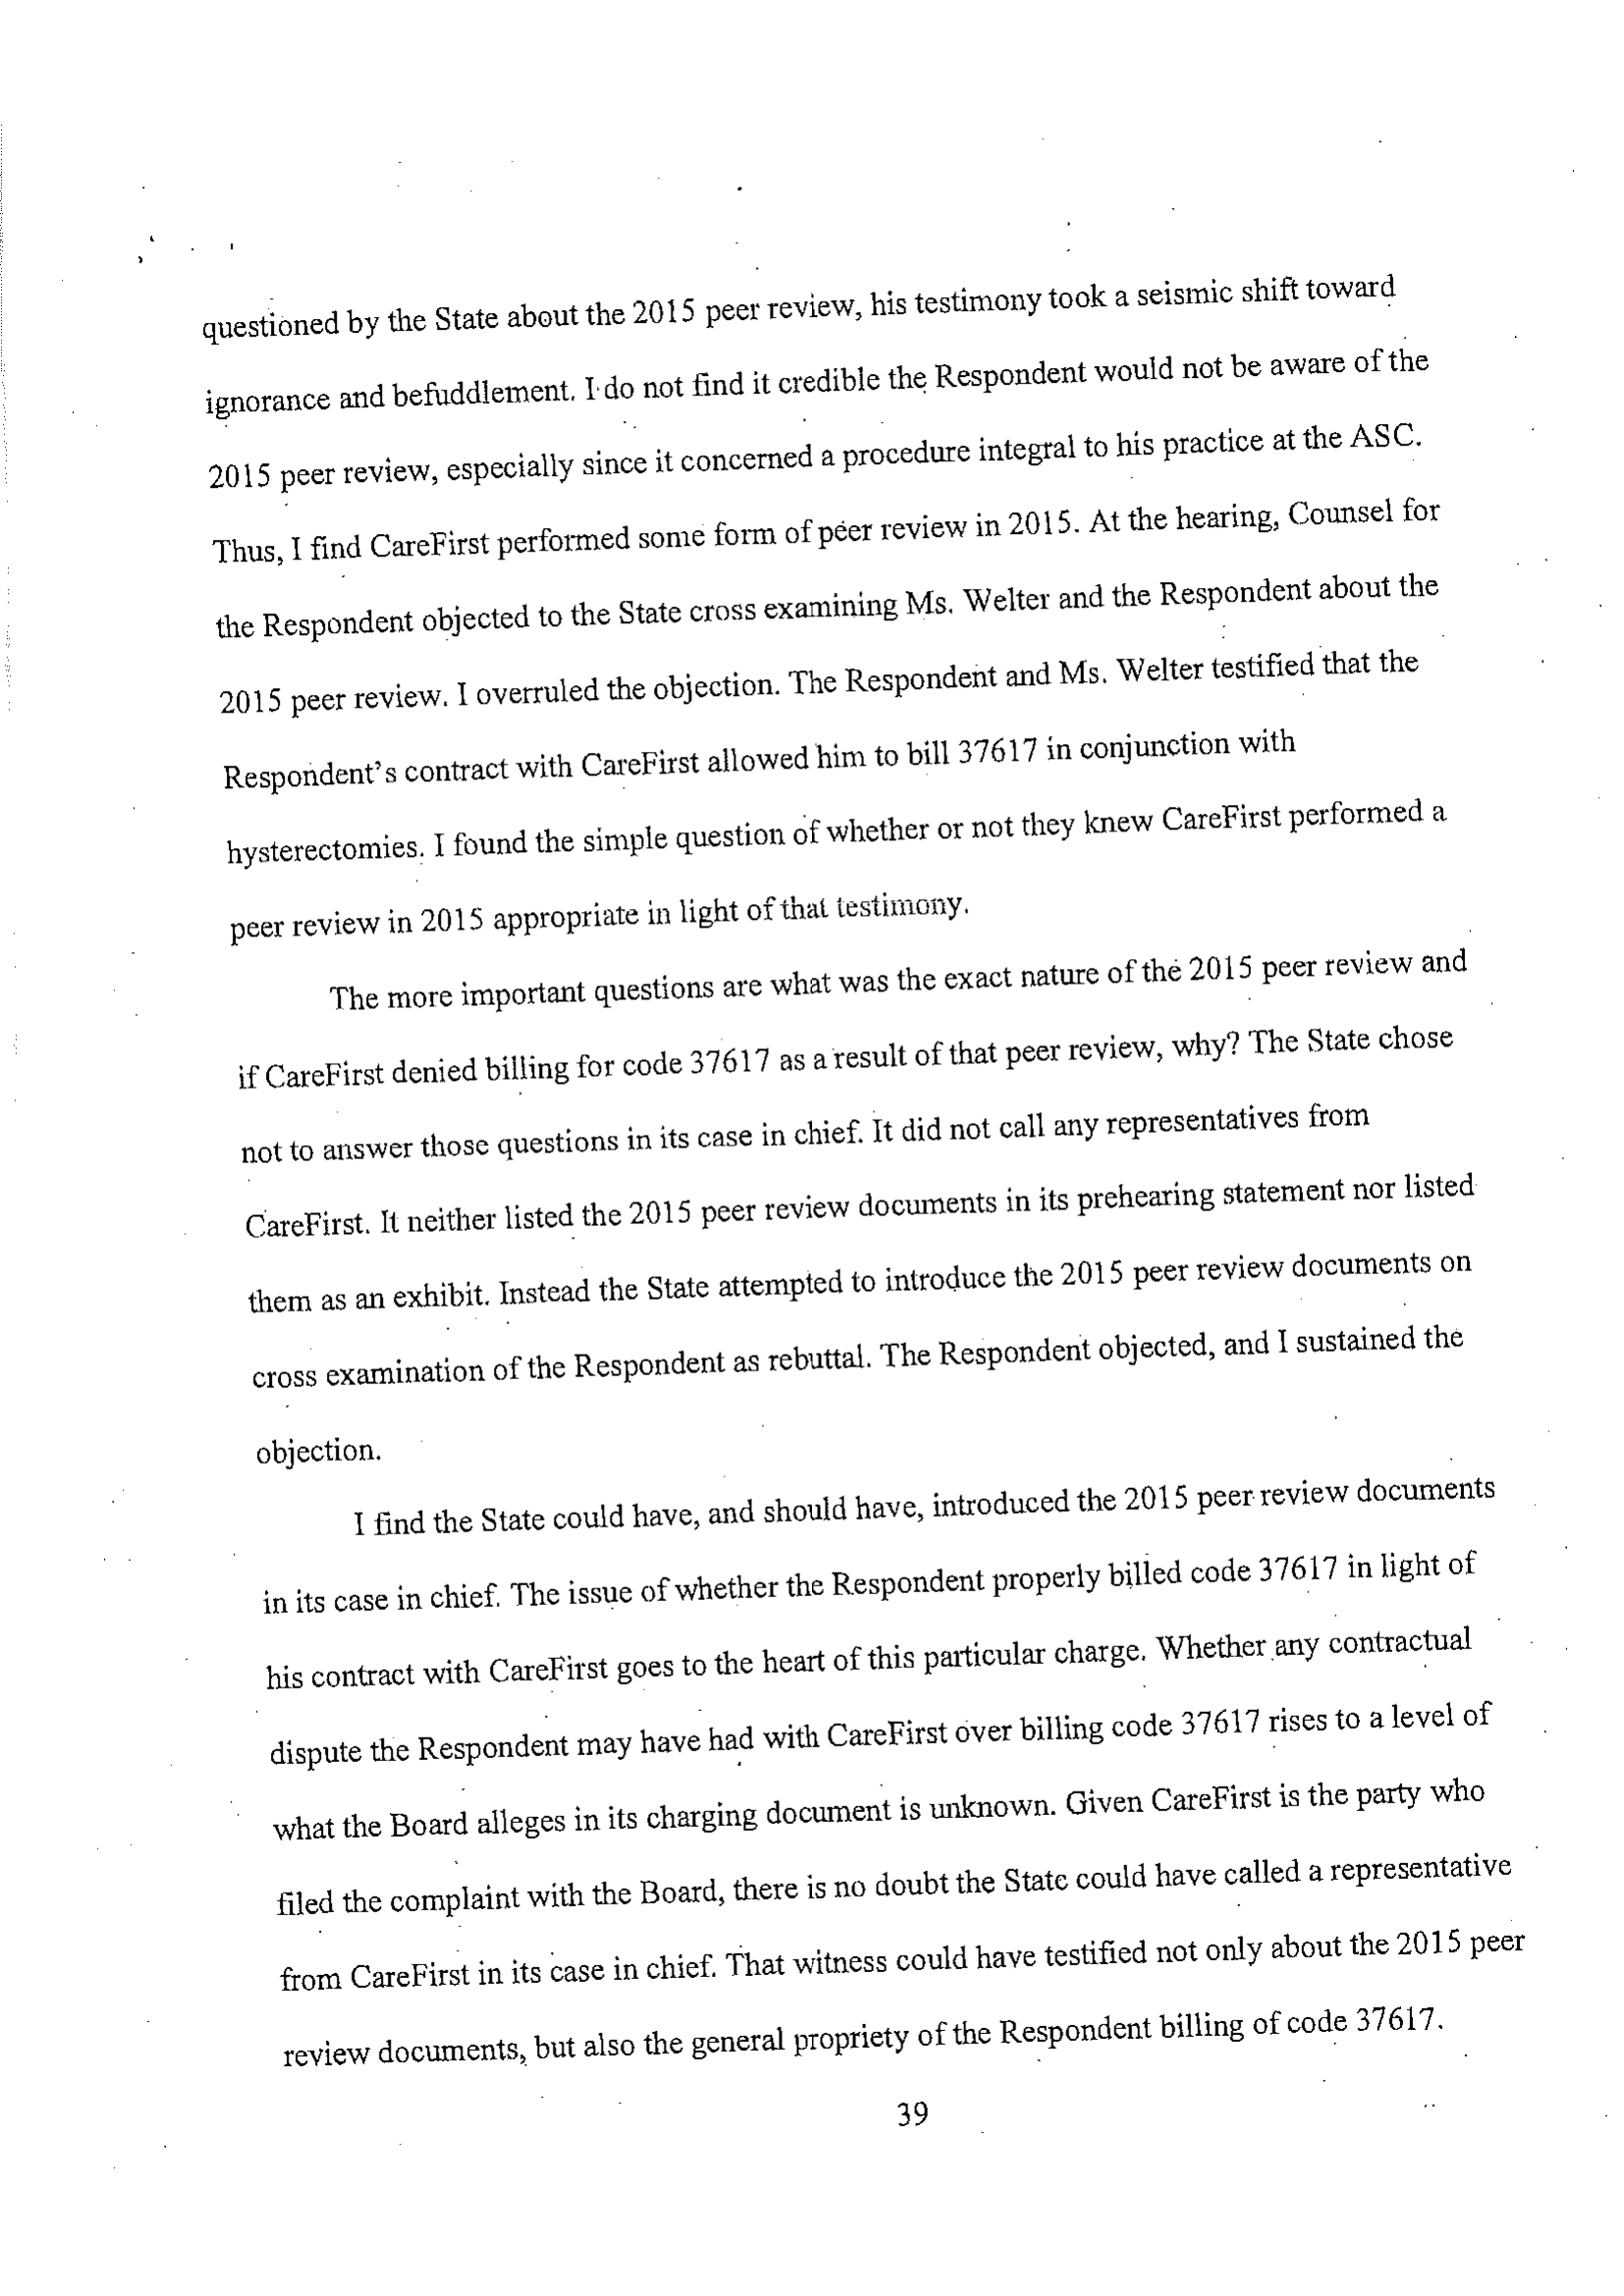 questioned by the State about the 2015 peer review, his testimony took a seismic shift toward
ignorance and befuddlement. I do not find it credible the Respondent would not be aware of the
2015 peer review, especially since it concerned a procedure integral to his practice at the ASC.
Thus, I find CareFirst performed some form of peer review in 2015. At the hearing, Counsel for
the Respondent objected to the State cross examining Ms. Welter and the Respondent about the
2015 peer review. I overruled the objection. The Respondent and Ms. Welter testified that the
Respondent's contract with CareFirst allowed him to bill 37617 in conjunction with
hysterectomies. I found the simple question of whether or not they knew CareFirst performed a
peer review in 2015 appropriate in light of that testimony.
The more important questions are what was the exact nature of the 2015 peer review and
if CareFirst denied billing for code 37617 as a result of that peer review, why? The State chose
not to answer those questions in its case in chief. It did not call any representatives from
CareFirst. It neither listed the 2015 peer review documents in its prehearing statement nor listed
them as an exhibit. Instead the State attempted to introduce the 2015 peer review documents on
cross examination of the Respondent as rebuttal. The Respondent objected, and I sustained the
objection.
I find the State could have, and should have, introduced the 2015 peer review documents
in its case in chief. The issue of whether the Respondent properly billed code 37617 in light of
his contract with CareFirst goes to the heart of this particular charge. Whether any contractual
dispute the Respondent may have had with CareFirst over billing code 37617 rises to a level of
what the Board alleges in its charging document is unknown. Given CareFirst is the party who
filed the complaint with the Board, there is no doubt the State could have called a representative
from CareFirst in its case in chief. That witness could have testified not only about the 2015 peer
review documents, but also the general propriety of the Respondent billing of code 37617.
39